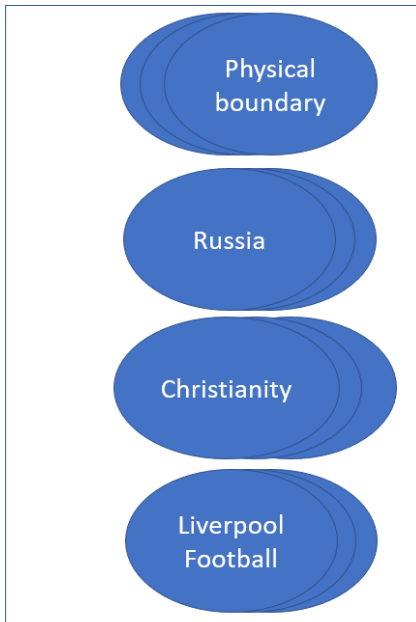 Physical
boundary
Russia
Christianity
Liverpool
Football